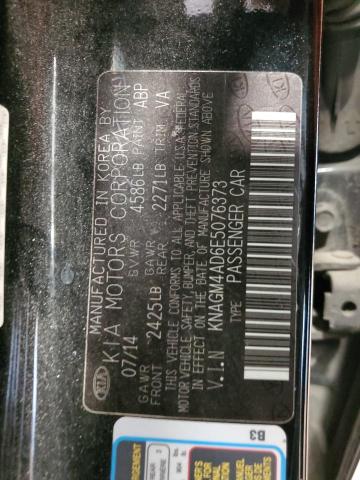 MANUFACTURED IN KOREA BY
KIA MOTORS CORPORATION
07/14 GVWR 4586LB PAINT ABP
GAWR FRONT 2425LB GAWR REAR 2271LB TRIM VA
THIS VEHICLE CONFORMS TO ALL APPLICABLE U.S.A. FEDERAL
MOTOR VEHICLE SAFETY, BUMPER, AND THEFT PREVENTION STANDARDS
IN EFFECT ON THE DATE OF MANUFACTURE SHOWN ABOVE
V.I.N KNAGM4AD6E5076373
TYPE: PASSENGER CAR
KIA
B3